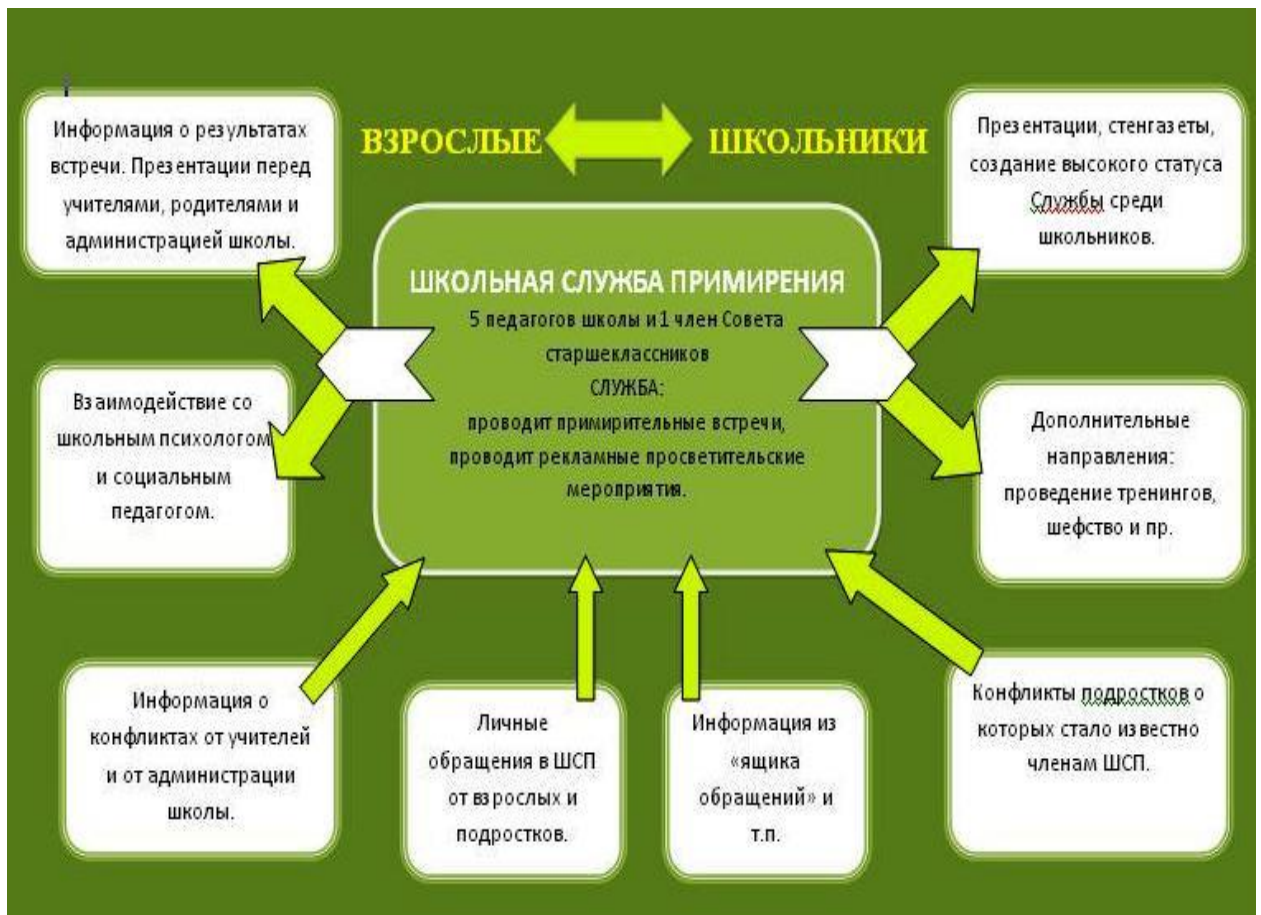 ВЗРОСЛЫЕ
ШКОЛЬНИКИ
Информация о результатах
встречи. Презентации перед
учителями, родителями и
администрацией школы.
Презентации, стенгазеты,
создание высокого статуса
Службы среди
школьников.
ШКОЛЬНАЯ СЛУЖБА ПРИМИРЕНИЯ
5 педагогов школы и 1 член Совета
старшеклассников
СЛУЖБА:
проводит примирительные встречи,
проводит рекламные просветительские
мероприятия.
Взаимодействие со
школьным психологом
и социальным
педагогом.
Дополнительные
направления:
проведение тренингов,
шефство и пр.
Информация о
конфликтах от учителей
и от администрации
школы.
Личные
обращения в ШСП
от взрослых и
подростков.
Информация из
«ящика
обращений» и
т.п.
Конфликты подростков о
которых стало известно
членам ШСП.